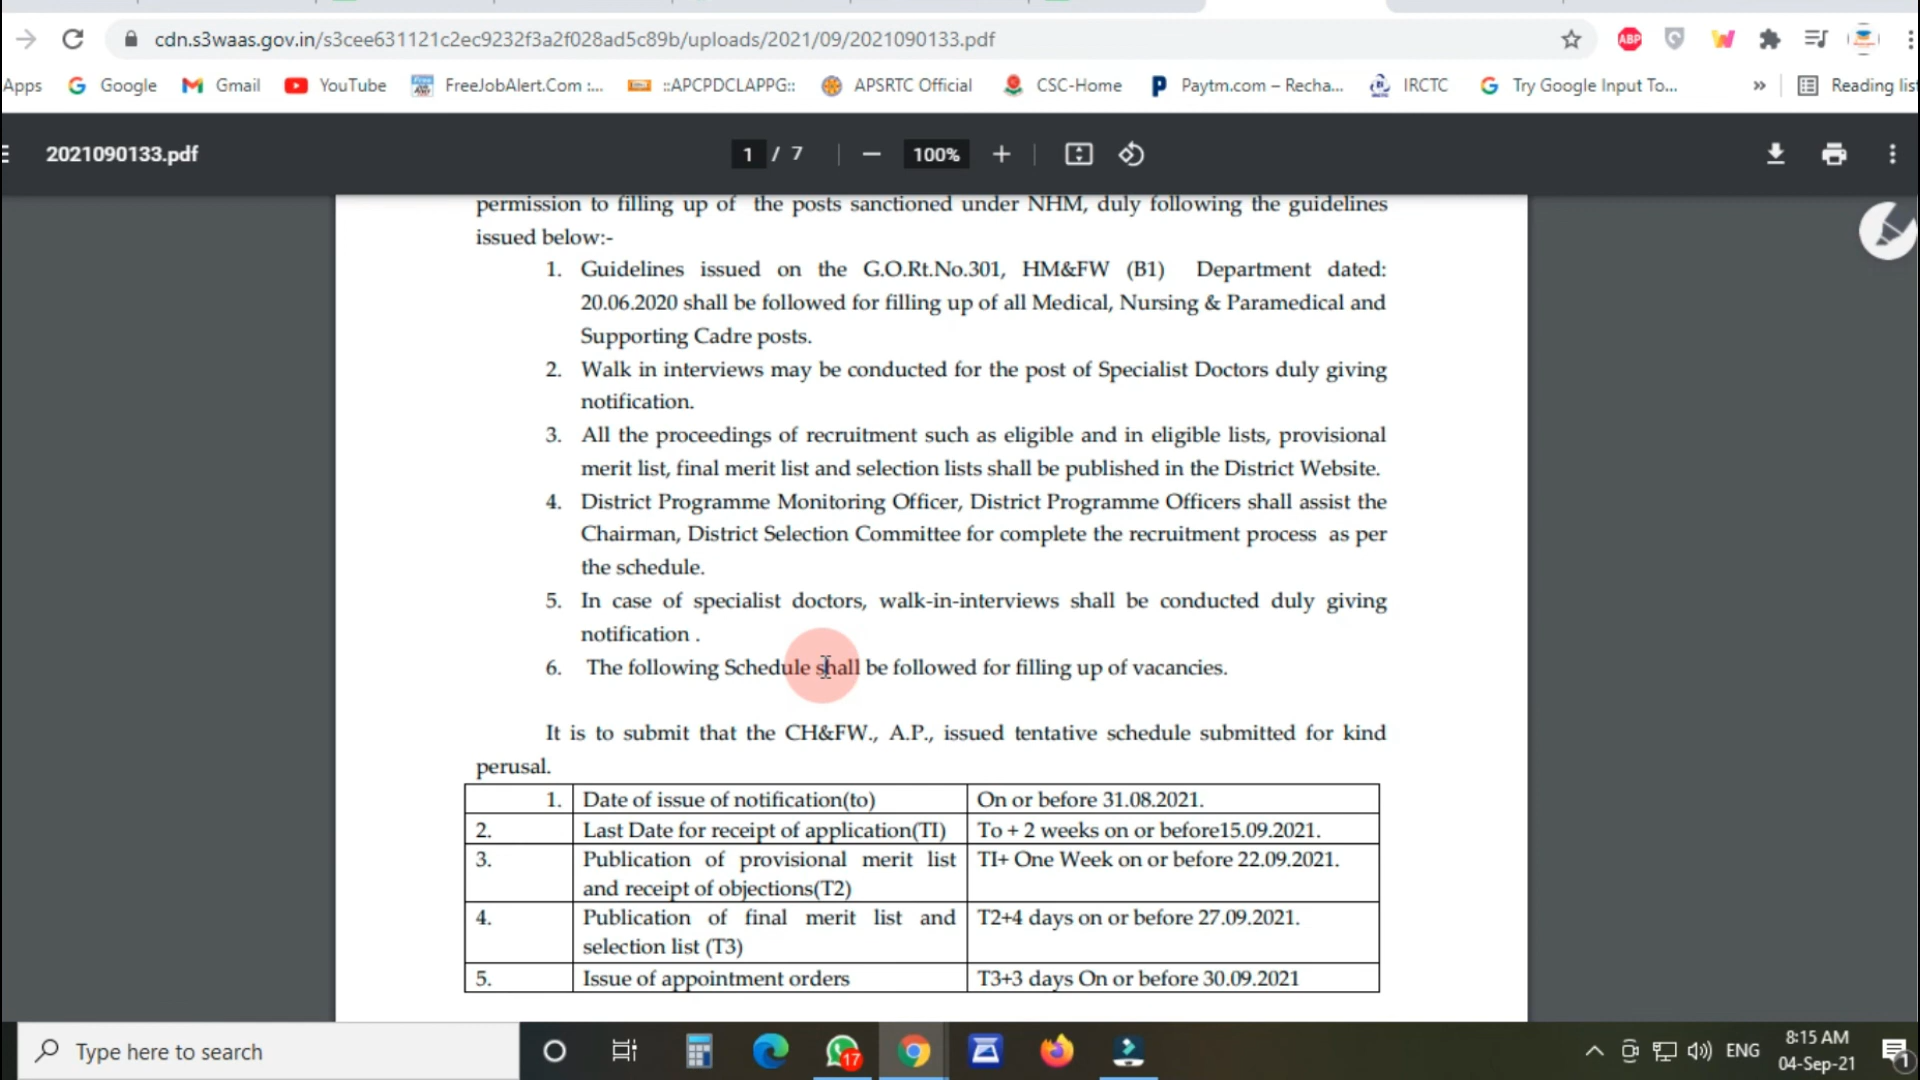 cdn.s3waas.gov.in/s3cee631121c2ec9232f3a2f028ad5c89b/uploads/2021/09/2021090133.pdf
ABP
Apps Google Gmail YouTube FreeJobAlert.Com :... ::APCPDCLAPPG:: APSRTC Official CSC-Home Paytm.com – Recha... IRCTC Try Google Input To... » Reading list
2021090133.pdf 1 / 7 — 100% +
permission to filling up of the posts sanctioned under NHM, duly following the guidelines
issued below:-
1. Guidelines issued on the G.O.Rt.No.301, HM&FW (B1) Department dated:
20.06.2020 shall be followed for filling up of all Medical, Nursing & Paramedical and
Supporting Cadre posts.
2. Walk in interviews may be conducted for the post of Specialist Doctors duly giving
notification.
3. All the proceedings of recruitment such as eligible and in eligible lists, provisional
merit list, final merit list and selection lists shall be published in the District Website.
4. District Programme Monitoring Officer, District Programme Officers shall assist the
Chairman, District Selection Committee for complete the recruitment process as per
the schedule.
5. In case of specialist doctors, walk-in-interviews shall be conducted duly giving
notification .
6. The following Schedule shall be followed for filling up of vacancies.
It is to submit that the CH&FW., A.P., issued tentative schedule submitted for kind
perusal.
1. Date of issue of notification(to) On or before 31.08.2021.
2. Last Date for receipt of application(TI) To + 2 weeks on or before15.09.2021.
3. Publication of provisional merit list TI+ One Week on or before 22.09.2021.
and receipt of objections(T2)
4. Publication of final merit list and T2+4 days on or before 27.09.2021.
selection list (T3)
5. Issue of appointment orders T3+3 days On or before 30.09.2021
Type here to search 17 ENG 8:15 AM
04-Sep-21 1